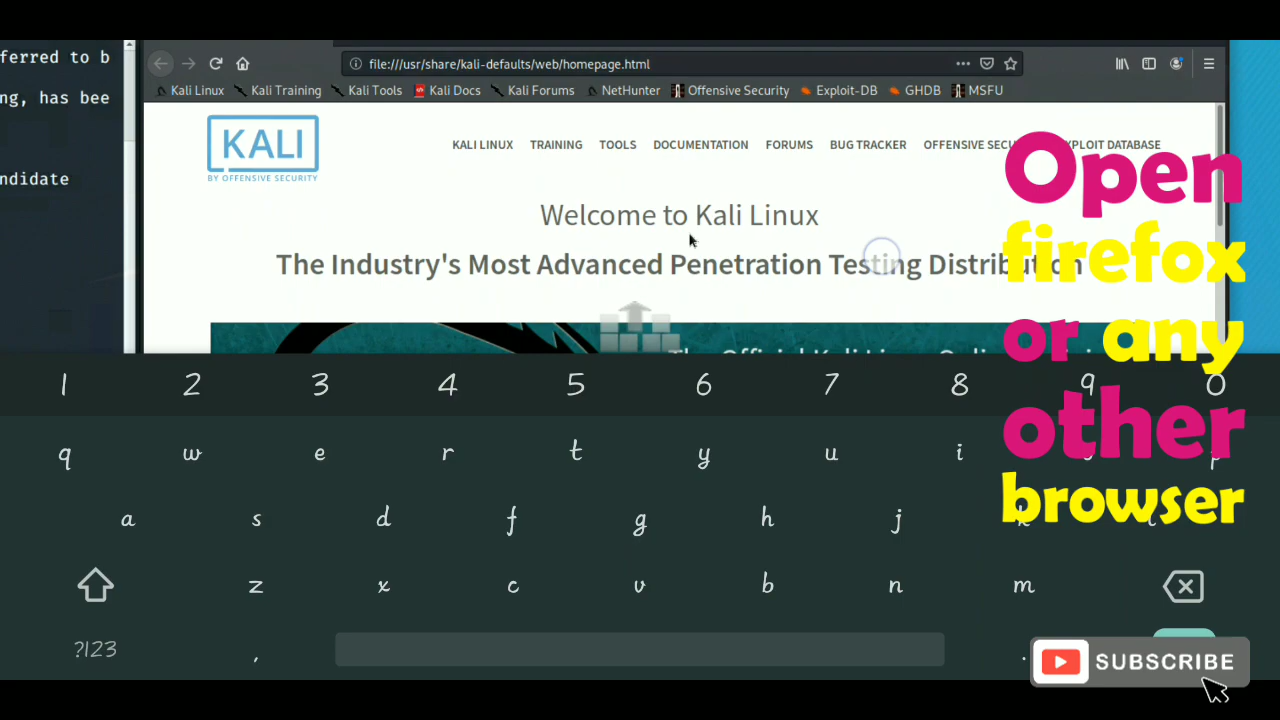 ferred to b
ng, has bee
ndidate
file:///usr/share/kali-defaults/web/homepage.html
Kali Linux Kali Training Kali Tools Kali Docs Kali Forums NetHunter Offensive Security Exploit-DB GHDB MSFU
KALI
BY OFFENSIVE SECURITY
KALI LINUX TRAINING TOOLS DOCUMENTATION FORUMS BUG TRACKER OFFENSIVE SECU XPLOIT DATABASE
Welcome to Kali Linux
The Industry's Most Advanced Penetration Testing Distribution
Open
firefox
or any
other
browser
1 2 3 4 5 6 7 8 9 0
q w e r t y u i p
a s d f g h j k l
z x c v b n m
?123 , .
SUBSCRIBE